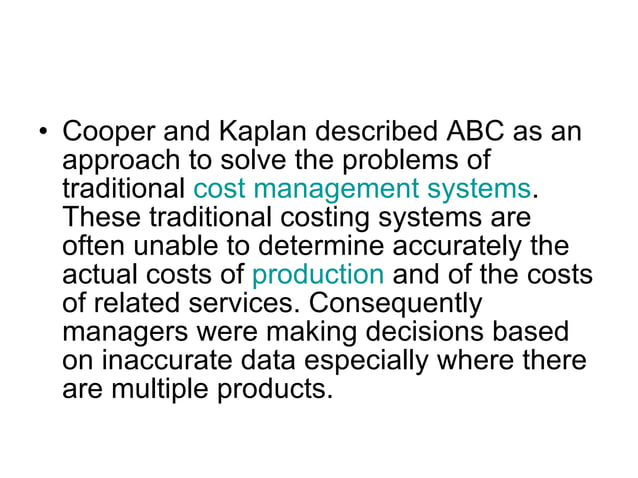 • Cooper and Kaplan described ABC as an
approach to solve the problems of
traditional cost management systems.
These traditional costing systems are
often unable to determine accurately the
actual costs of production and of the costs
of related services. Consequently
managers were making decisions based
on inaccurate data especially where there
are multiple products.